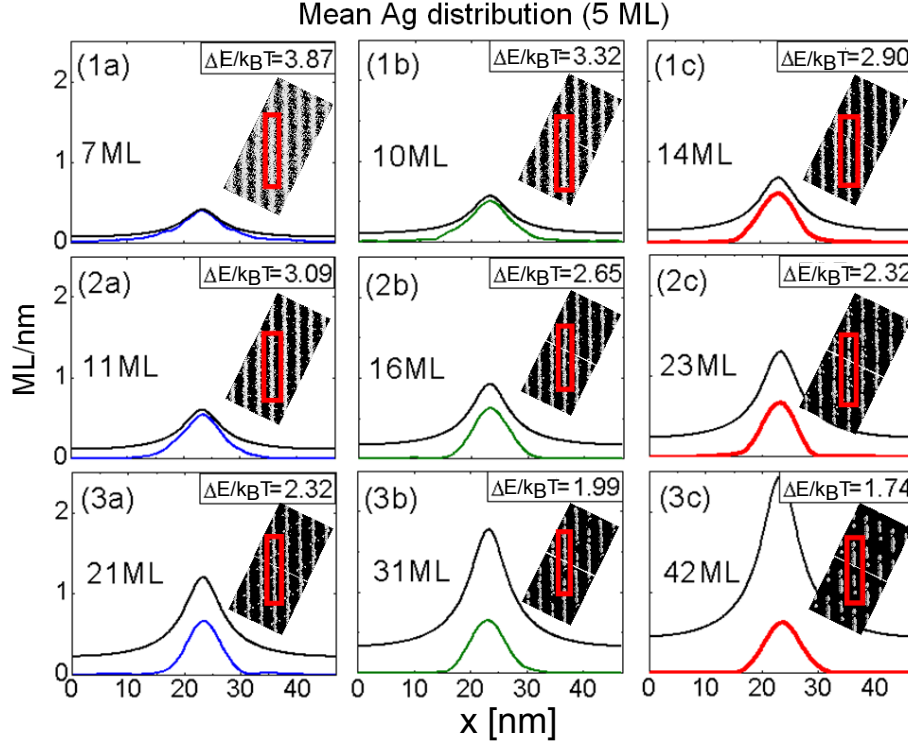 Mean Ag distribution (5 ML)
(1a) ΔE/kBT=3.87
7ML
(1b) ΔE/kBT=3.32
10ML
(1c) ΔE/kBT=2.90
14ML
2
1
0
(2a) ΔE/kBT=3.09
11ML
(2b) ΔE/kBT=2.65
16ML
(2c) ΔE/kBT=2.32
23ML
2
1
0
ML/nm
(3a) ΔE/kBT=2.32
21ML
(3b) ΔE/kBT=1.99
31ML
(3c) ΔE/kBT=1.74
42ML
2
1
0
0 10 20 30 40
0 10 20 30 40
0 10 20 30 40
x [nm]